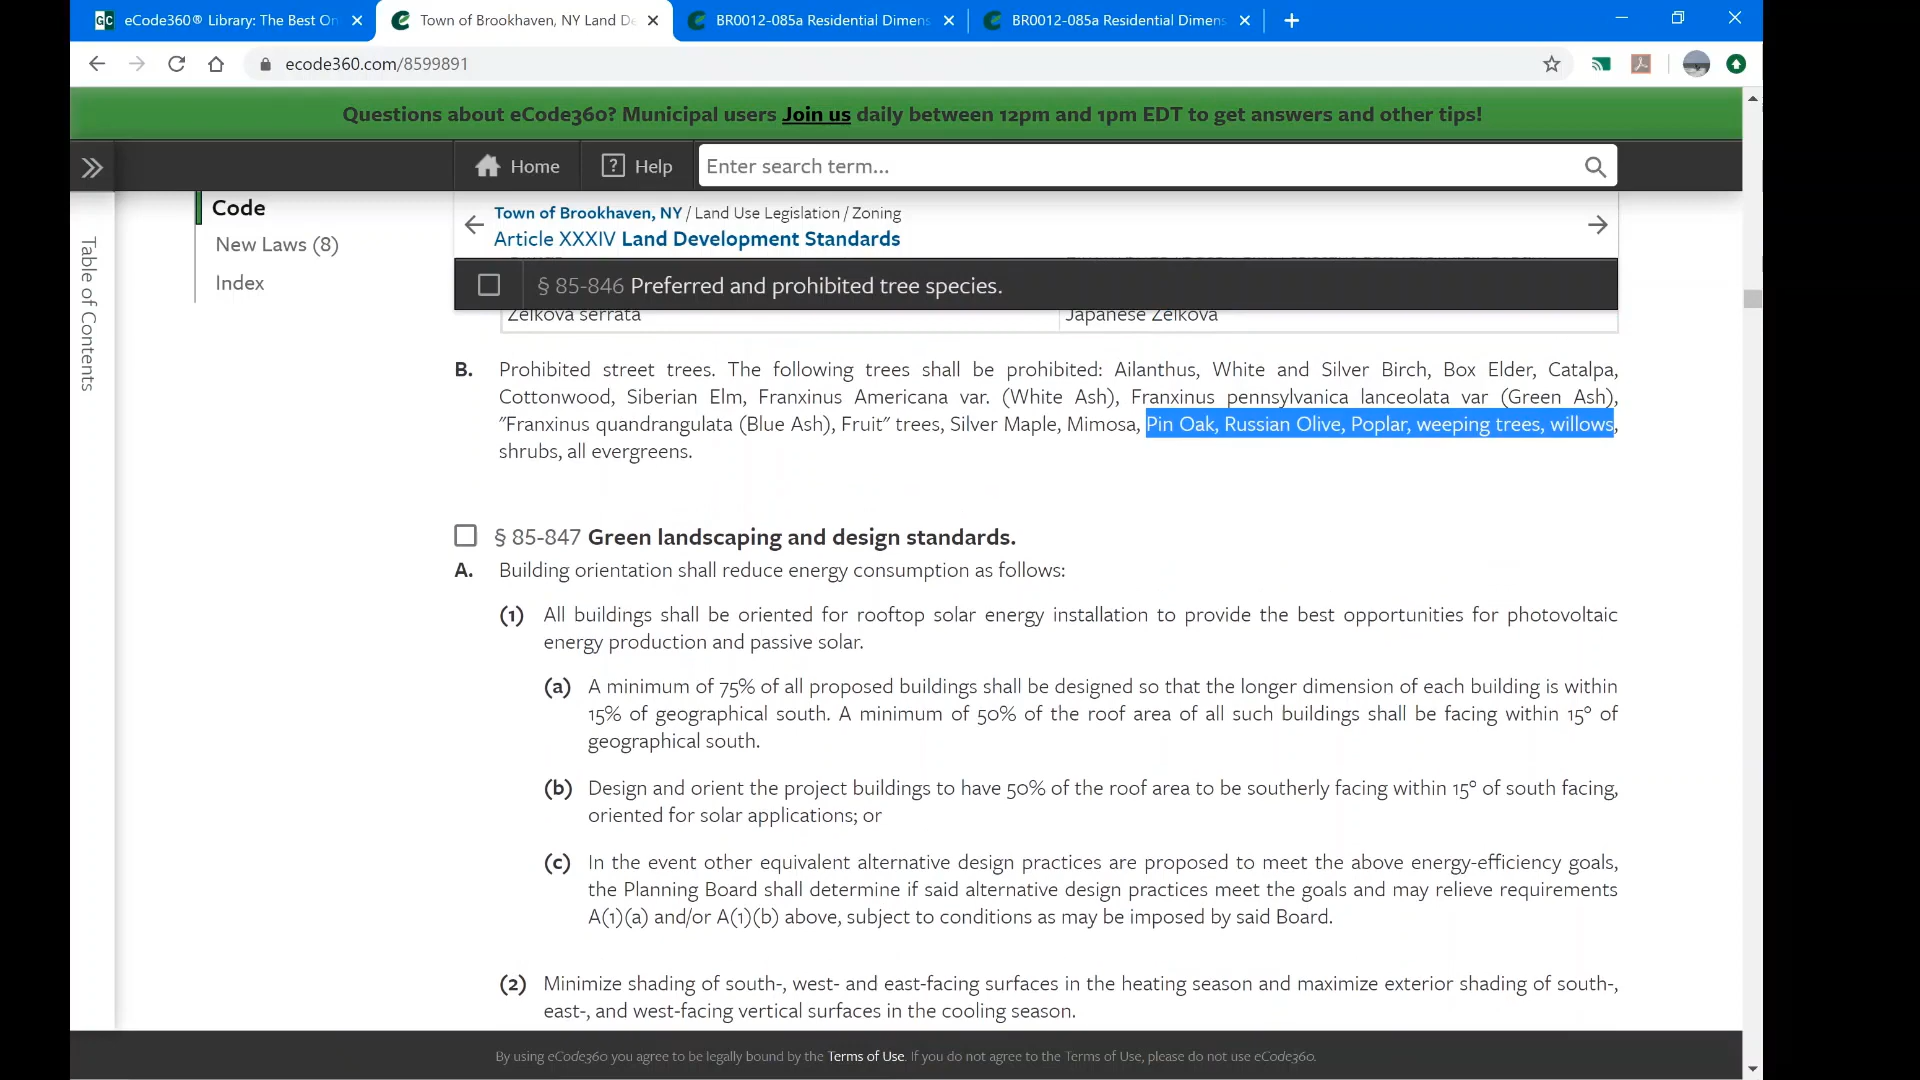 eCode360® Library: The Best On
Town of Brookhaven, NY Land De
BR0012-085a Residential Dimens
BR0012-085a Residential Dimens
ecode360.com/8599891
Questions about eCode360? Municipal users Join us daily between 12pm and 1pm EDT to get answers and other tips!
Home
Help
Enter search term...
Table of Contents
Code
New Laws (8)
Index
Town of Brookhaven, NY / Land Use Legislation / Zoning
Article XXXIV Land Development Standards
§ 85-846 Preferred and prohibited tree species.
Zelkova serrata
Japanese Zelkova
B. Prohibited street trees. The following trees shall be prohibited: Ailanthus, White and Silver Birch, Box Elder, Catalpa,
Cottonwood, Siberian Elm, Franxinus Americana var. (White Ash), Franxinus pennsylvanica lanceolata var (Green Ash),
"Franxinus quandrangulata (Blue Ash), Fruit" trees, Silver Maple, Mimosa, Pin Oak, Russian Olive, Poplar, weeping trees, willows,
shrubs, all evergreens.
§ 85-847 Green landscaping and design standards.
A. Building orientation shall reduce energy consumption as follows:
(1) All buildings shall be oriented for rooftop solar energy installation to provide the best opportunities for photovoltaic
energy production and passive solar.
(a) A minimum of 75% of all proposed buildings shall be designed so that the longer dimension of each building is within
15% of geographical south. A minimum of 50% of the roof area of all such buildings shall be facing within 15° of
geographical south.
(b) Design and orient the project buildings to have 50% of the roof area to be southerly facing within 15° of south facing,
oriented for solar applications; or
(c) In the event other equivalent alternative design practices are proposed to meet the above energy-efficiency goals,
the Planning Board shall determine if said alternative design practices meet the goals and may relieve requirements
A(1)(a) and/or A(1)(b) above, subject to conditions as may be imposed by said Board.
(2) Minimize shading of south-, west- and east-facing surfaces in the heating season and maximize exterior shading of south-,
east-, and west-facing vertical surfaces in the cooling season.
By using eCode360 you agree to be legally bound by the Terms of Use. If you do not agree to the Terms of Use, please do not use eCode360.